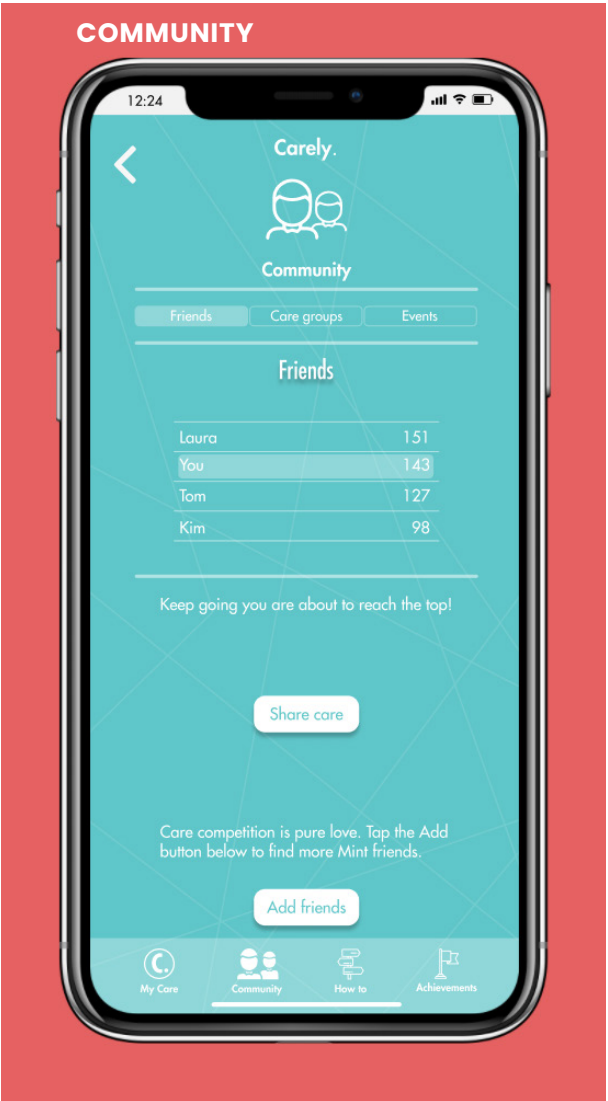 COMMUNITY
12:24
Carely.
Community
Friends Care groups Events
Friends
Laura 151
You 143
Tom 127
Kim 98
Keep going you are about to reach the top!
Share care
Care competition is pure love. Tap the Add
button below to find more Mint friends.
Add friends
C.
My Care Community How to Achievements